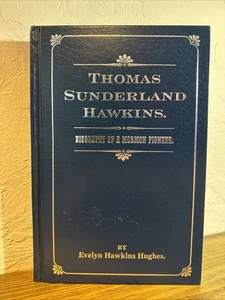 THOMAS
SUNDERLAND
HAWKINS.
BIOGRAPHY OF A MORMON PIONEER.
BY
Evelyn Hawkins Hughes.